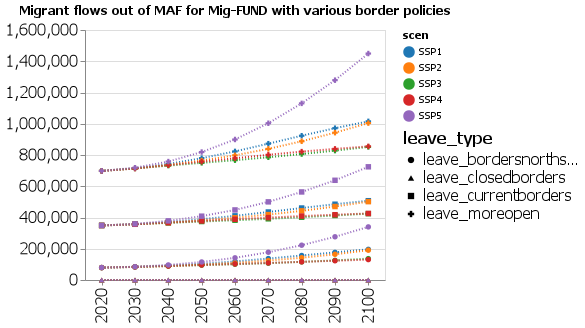 Migrant flows out of MAF for Mig-FUND with various border policies
1,600,000
1,400,000
1,200,000
1,000,000
800,000
600,000
400,000
200,000
0
2020
2030
2040
2050
2060
2070
2080
2090
2100
scen
SSP1
SSP2
SSP3
SSP4
SSP5
leave_type
leave_bordersnorths...
leave_closedborders
leave_currentborders
leave_moreopen